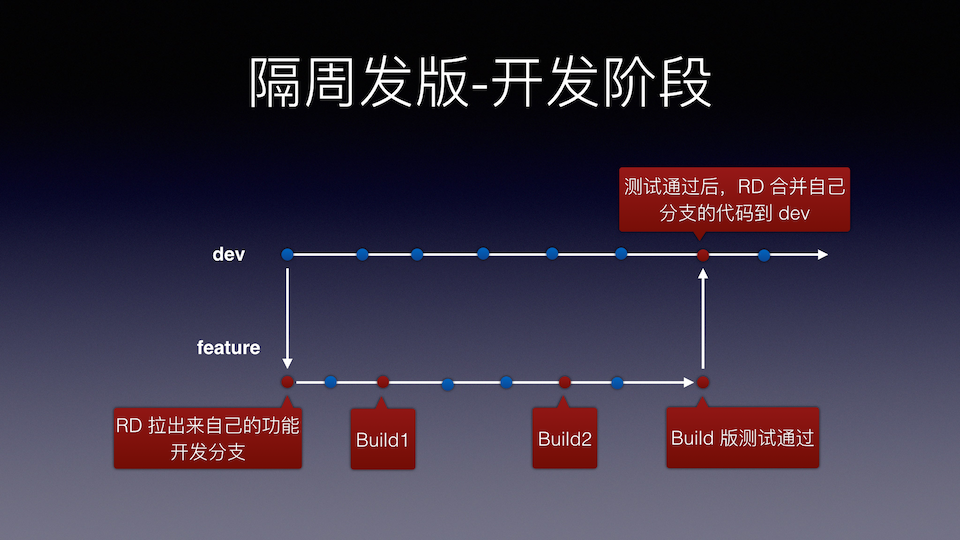 隔周发版-开发阶段
测试通过后，RD 合并自己
分支的代码到 dev
dev
feature
RD 拉出来自己的功能
开发分支
Build1
Build2
Build 版测试通过